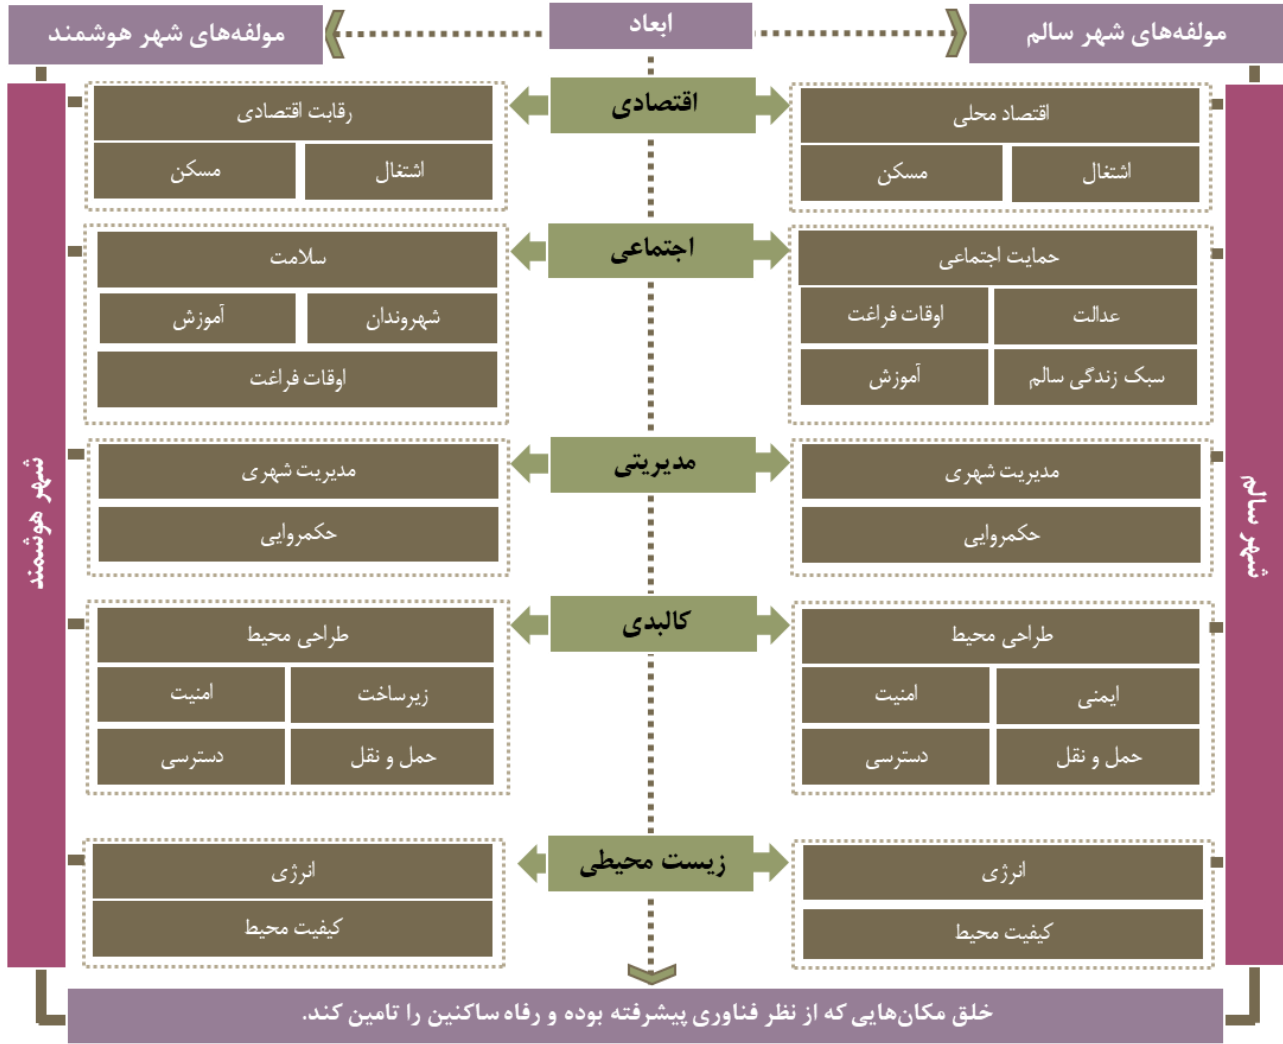 مولفه‌های شهر سالم
ابعاد
مولفه‌های شهر هوشمند
شهر سالم
اقتصاد محلی
اشتغال
مسکن
اقتصادی
رقابت اقتصادی
اشتغال
مسکن
حمایت اجتماعی
عدالت
اوقات فراغت
سبک زندگی سالم
آموزش
اجتماعی
سلامت
شهروندان
آموزش
اوقات فراغت
مدیریت شهری
حکمروایی
مدیریتی
مدیریت شهری
حکمروایی
طراحی محیط
ایمنی
امنیت
حمل و نقل
دسترسی
کالبدی
طراحی محیط
زیرساخت
امنیت
حمل و نقل
دسترسی
انرژی
کیفیت محیط
زیست محیطی
انرژی
کیفیت محیط
شهر هوشمند
خلق مکان‌هایی که از نظر فناوری پیشرفته بوده و رفاه ساکنین را تامین کند.